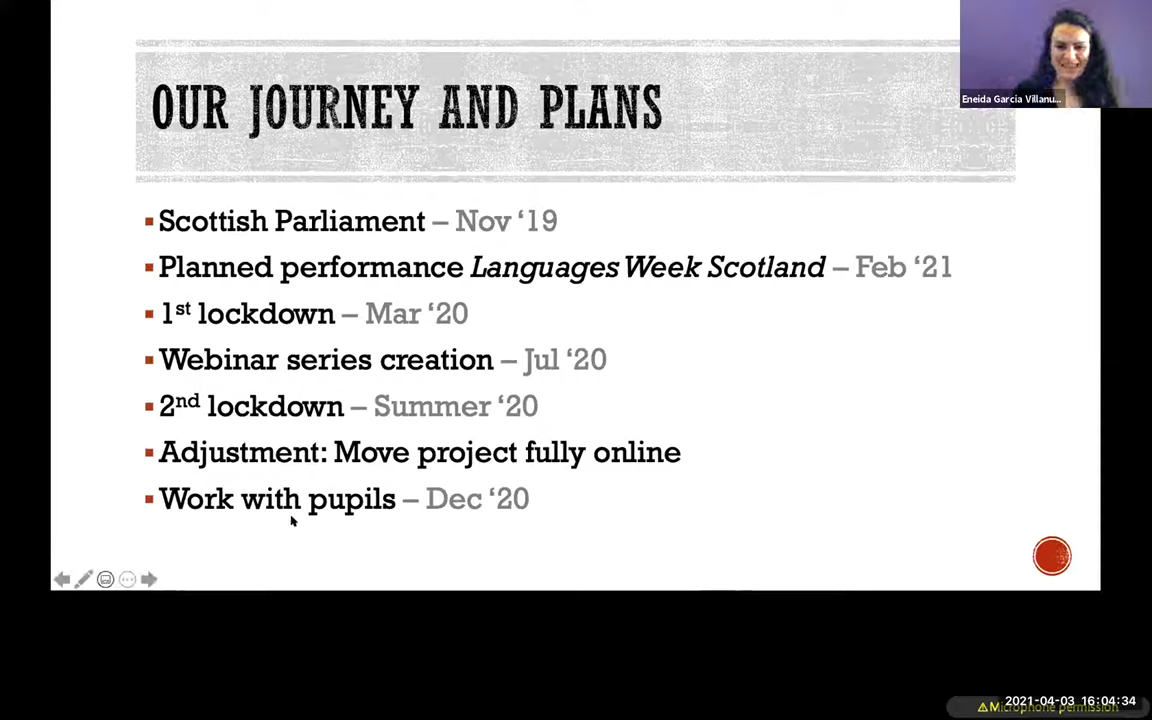 Eneida Garcia Villanu...
OUR JOURNEY AND PLANS
▪Scottish Parliament – Nov ‘19
▪Planned performance Languages Week Scotland – Feb ‘21
▪1st lockdown – Mar ‘20
▪Webinar series creation – Jul ‘20
▪2nd lockdown – Summer ‘20
▪Adjustment: Move project fully online
▪Work with pupils – Dec ‘20
2021-04-03 16:04:34
⚠Microphone permission